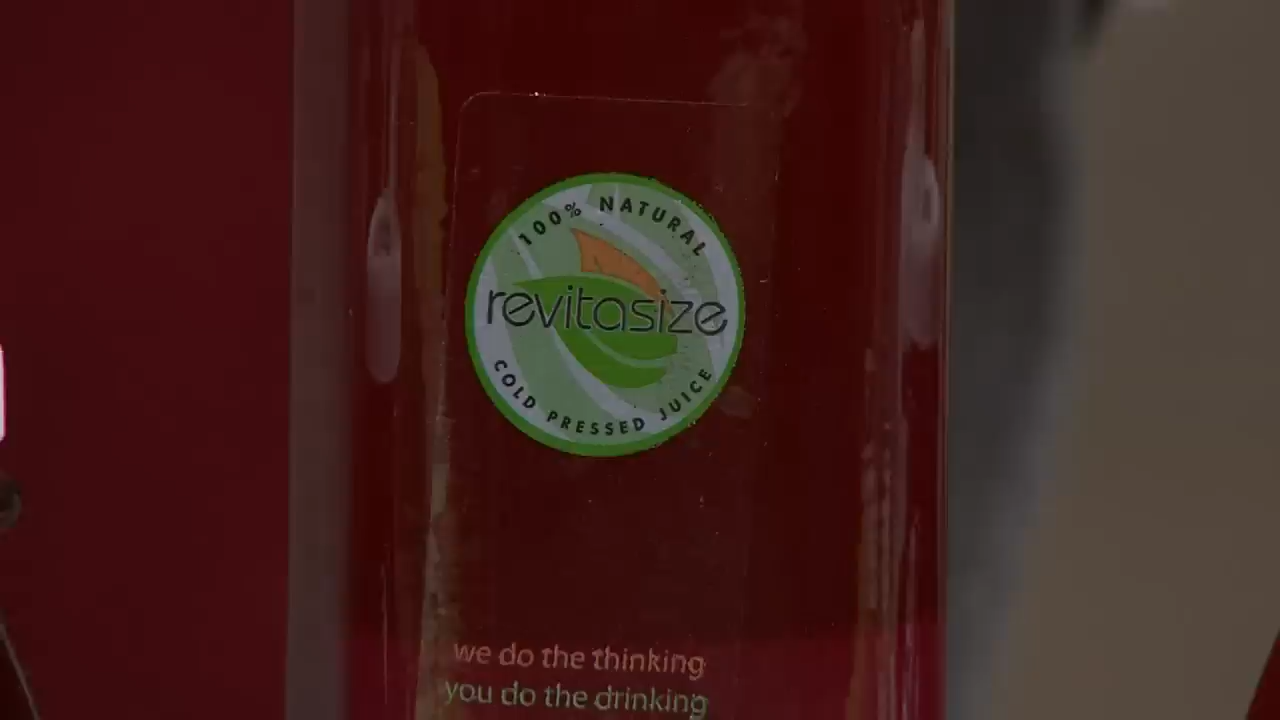 100% NATURAL
revitasize
COLD PRESSED JUICE
we do the thinking
you do the drinking